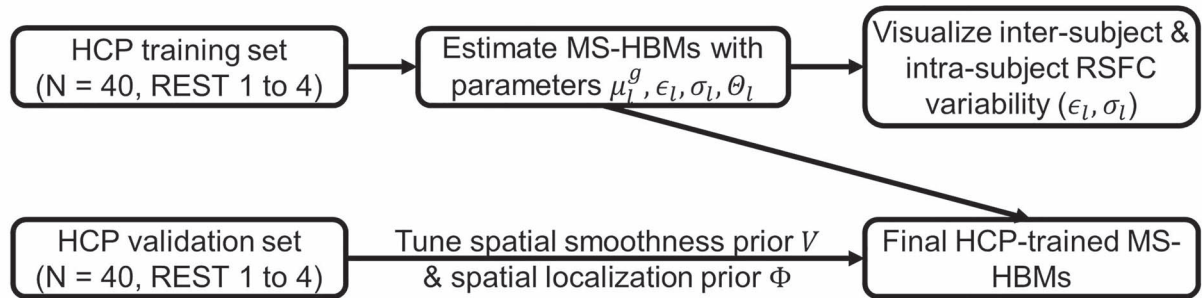 HCP training set
(N = 40, REST 1 to 4)
Estimate MS-HBMs with
parameters μ_l^g, ϵ_l, σ_l, Θ_l
Visualize inter-subject &
intra-subject RSFC
variability (ϵ_l, σ_l)
HCP validation set
(N = 40, REST 1 to 4)
Tune spatial smoothness prior V
& spatial localization prior Φ
Final HCP-trained MS-
HBMs